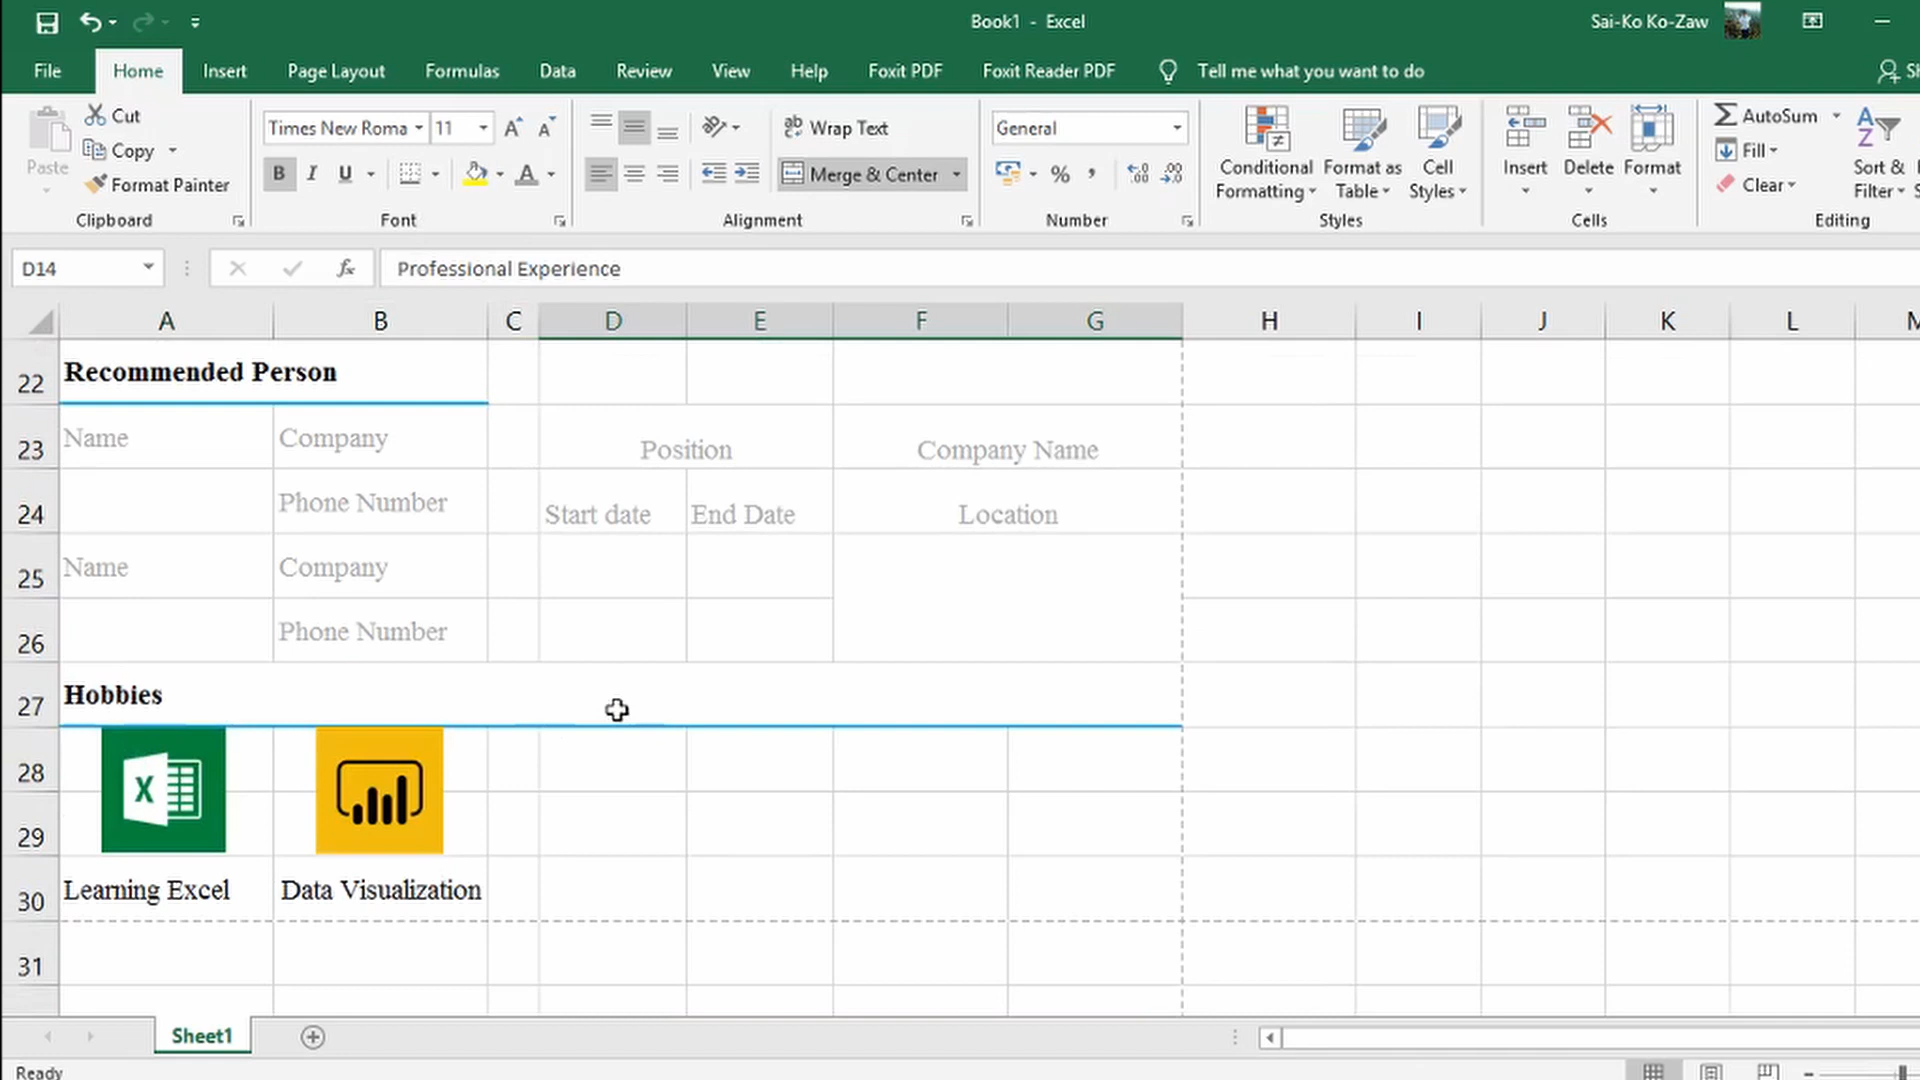 Book1 - Excel
Sai-Ko Ko-Zaw
File Home Insert Page Layout Formulas Data Review View Help Foxit PDF Foxit Reader PDF Tell me what you want to do
Paste
Cut
Copy
Format Painter
Clipboard
Times New Roma 11
B I U
Font
Wrap Text
Merge & Center
Alignment
General
%
Number
Conditional Formatting
Format as Table
Cell Styles
Styles
Insert
Delete
Format
Cells
AutoSum
Fill
Clear
Sort &
Filter
Editing
D14
fx
Professional Experience
A B C D E F G H I J K L
22 Recommended Person
23 Name Company Position Company Name
24 Phone Number Start date End Date Location
25 Name Company
26 Phone Number
27 Hobbies
28
29
X
30 Learning Excel Data Visualization
31
Sheet1
Ready